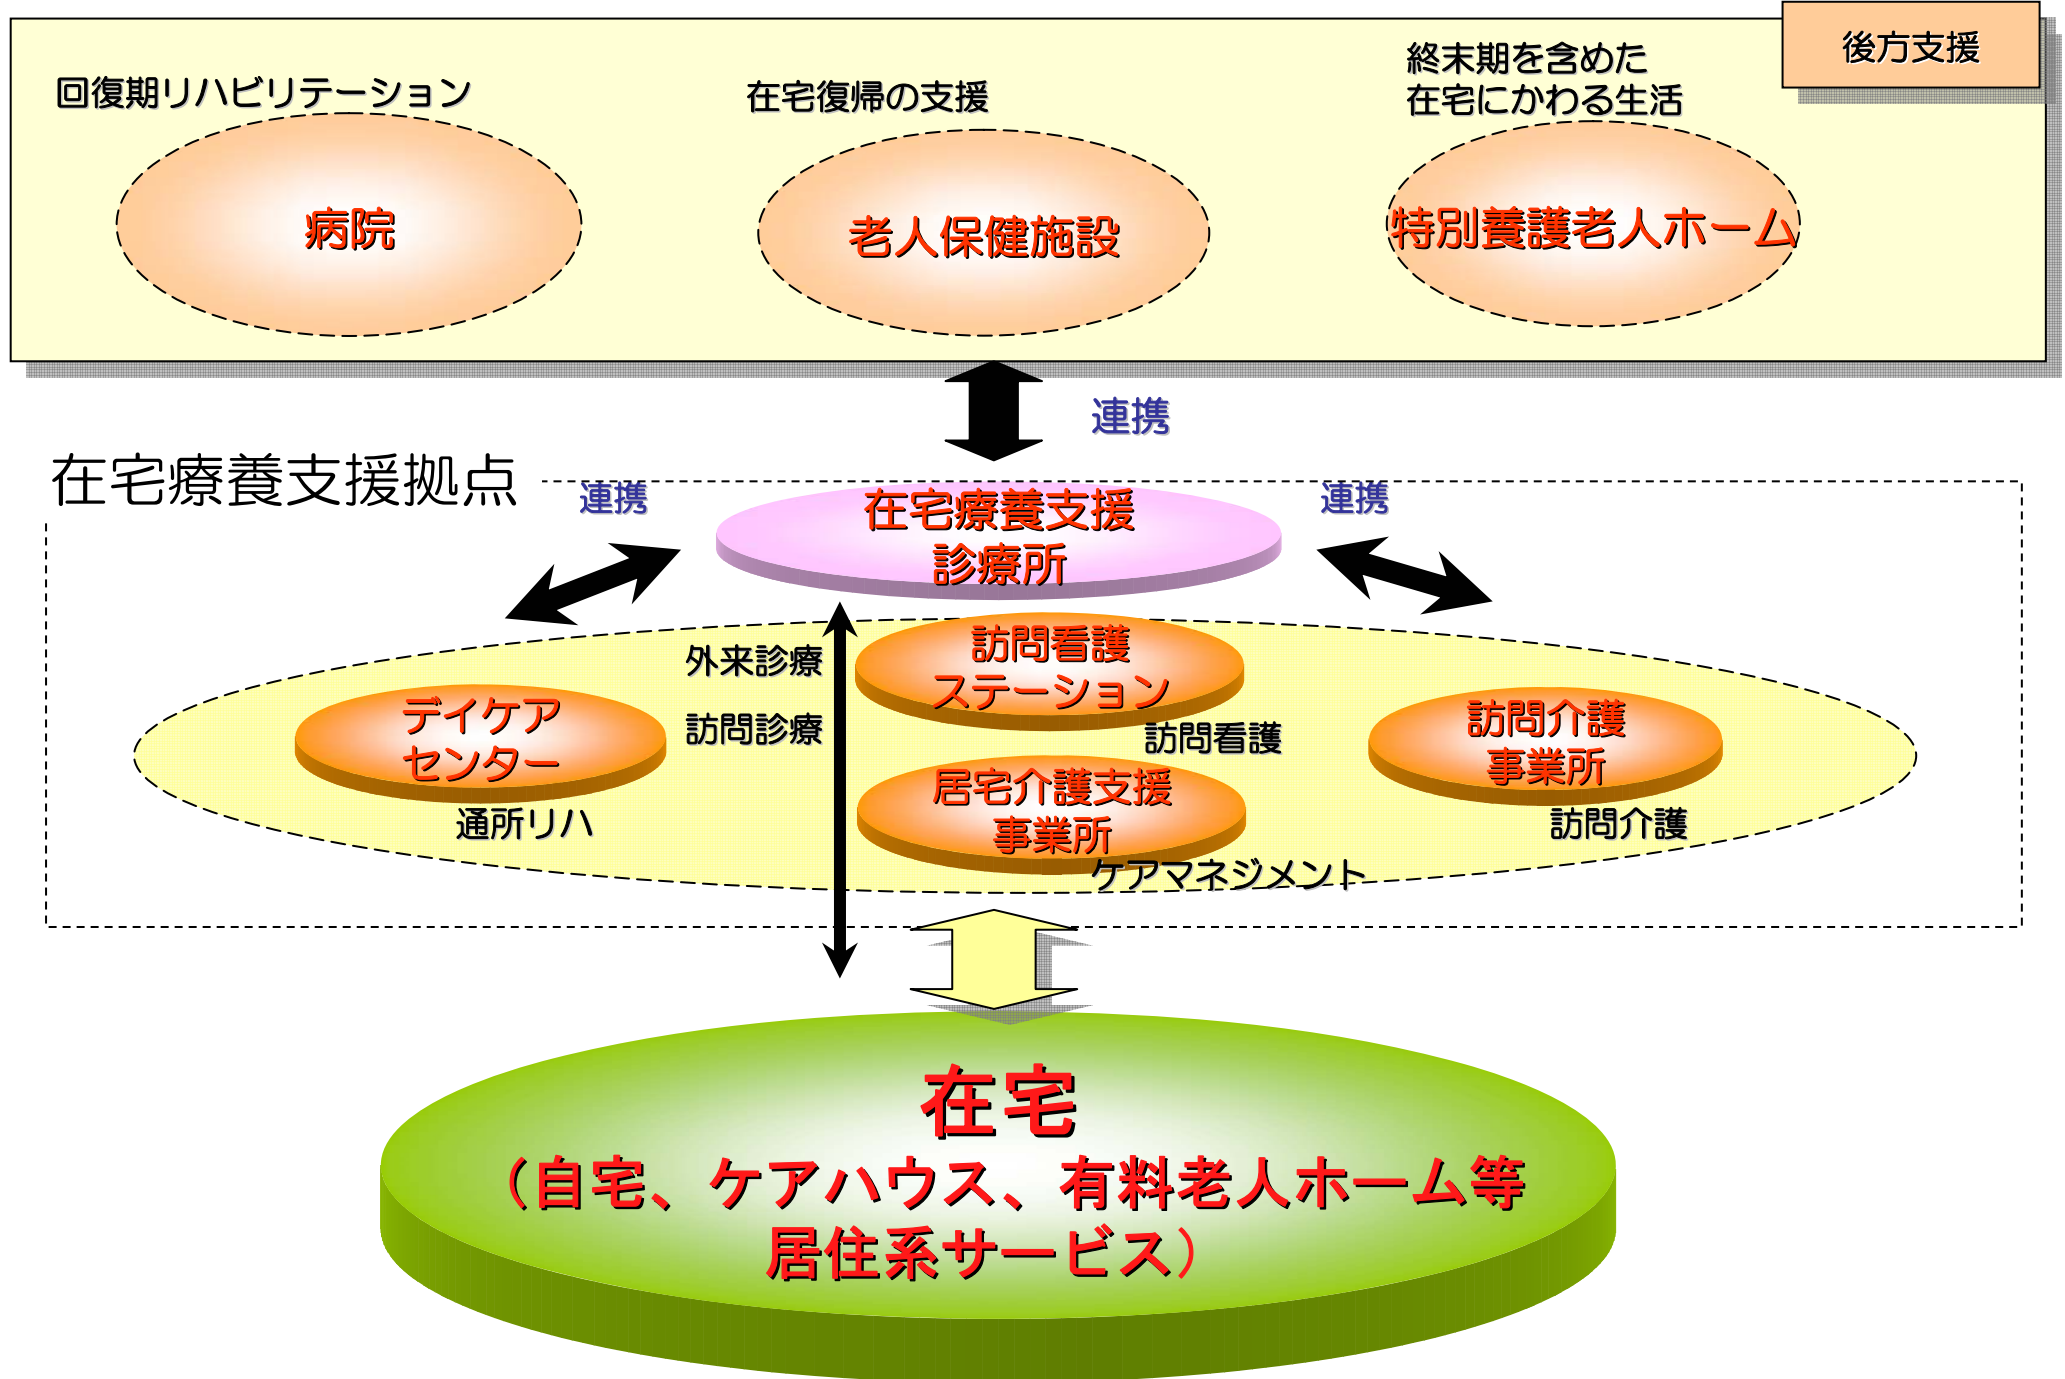 後方支援
回復期リハビリテーション
病院
在宅復帰の支援
老人保健施設
終末期を含めた
在宅にかわる生活
特別養護老人ホーム
連携
在宅療養支援拠点
連携
在宅療養支援
診療所
連携
外来診療
訪問診療
訪問看護
ステーション
訪問看護
デイケア
センター
通所リハ
居宅介護支援
事業所
ケアマネジメント
訪問介護
事業所
訪問介護
在宅
（自宅、ケアハウス、有料老人ホーム等
居住系サービス）